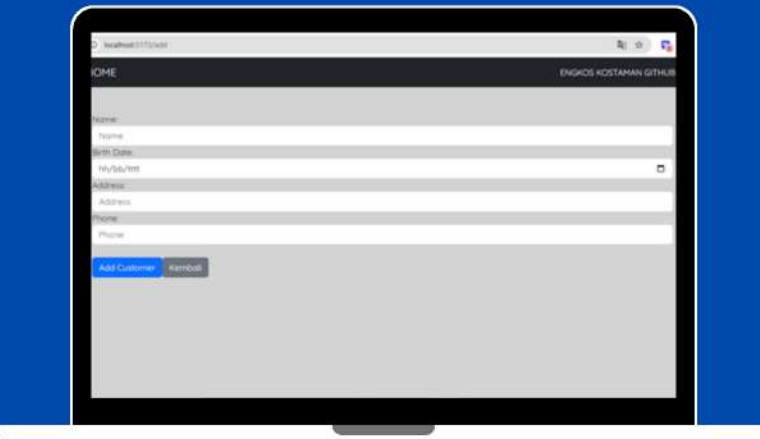 localhost:5173/add
HOME ENGKOS KOSTAMAN GITHUB
Name:
Name
Birth Date:
hh/bb/tttt
Address:
Address
Phone:
Phone
Add Customer Kembali